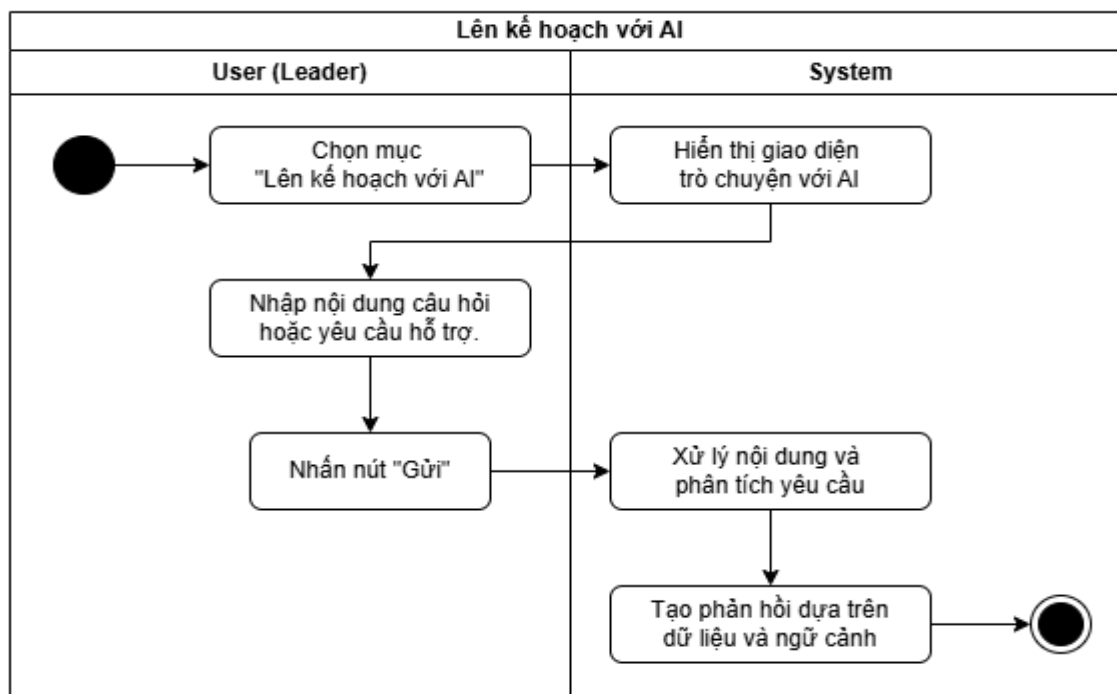 Lên kế hoạch với AI
User (Leader)
System
Chọn mục
"Lên kế hoạch với AI"
Hiển thị giao diện
trò chuyện với AI
Nhập nội dung câu hỏi
hoặc yêu cầu hỗ trợ.
Nhấn nút "Gửi"
Xử lý nội dung và
phân tích yêu cầu
Tạo phản hồi dựa trên
dữ liệu và ngữ cảnh